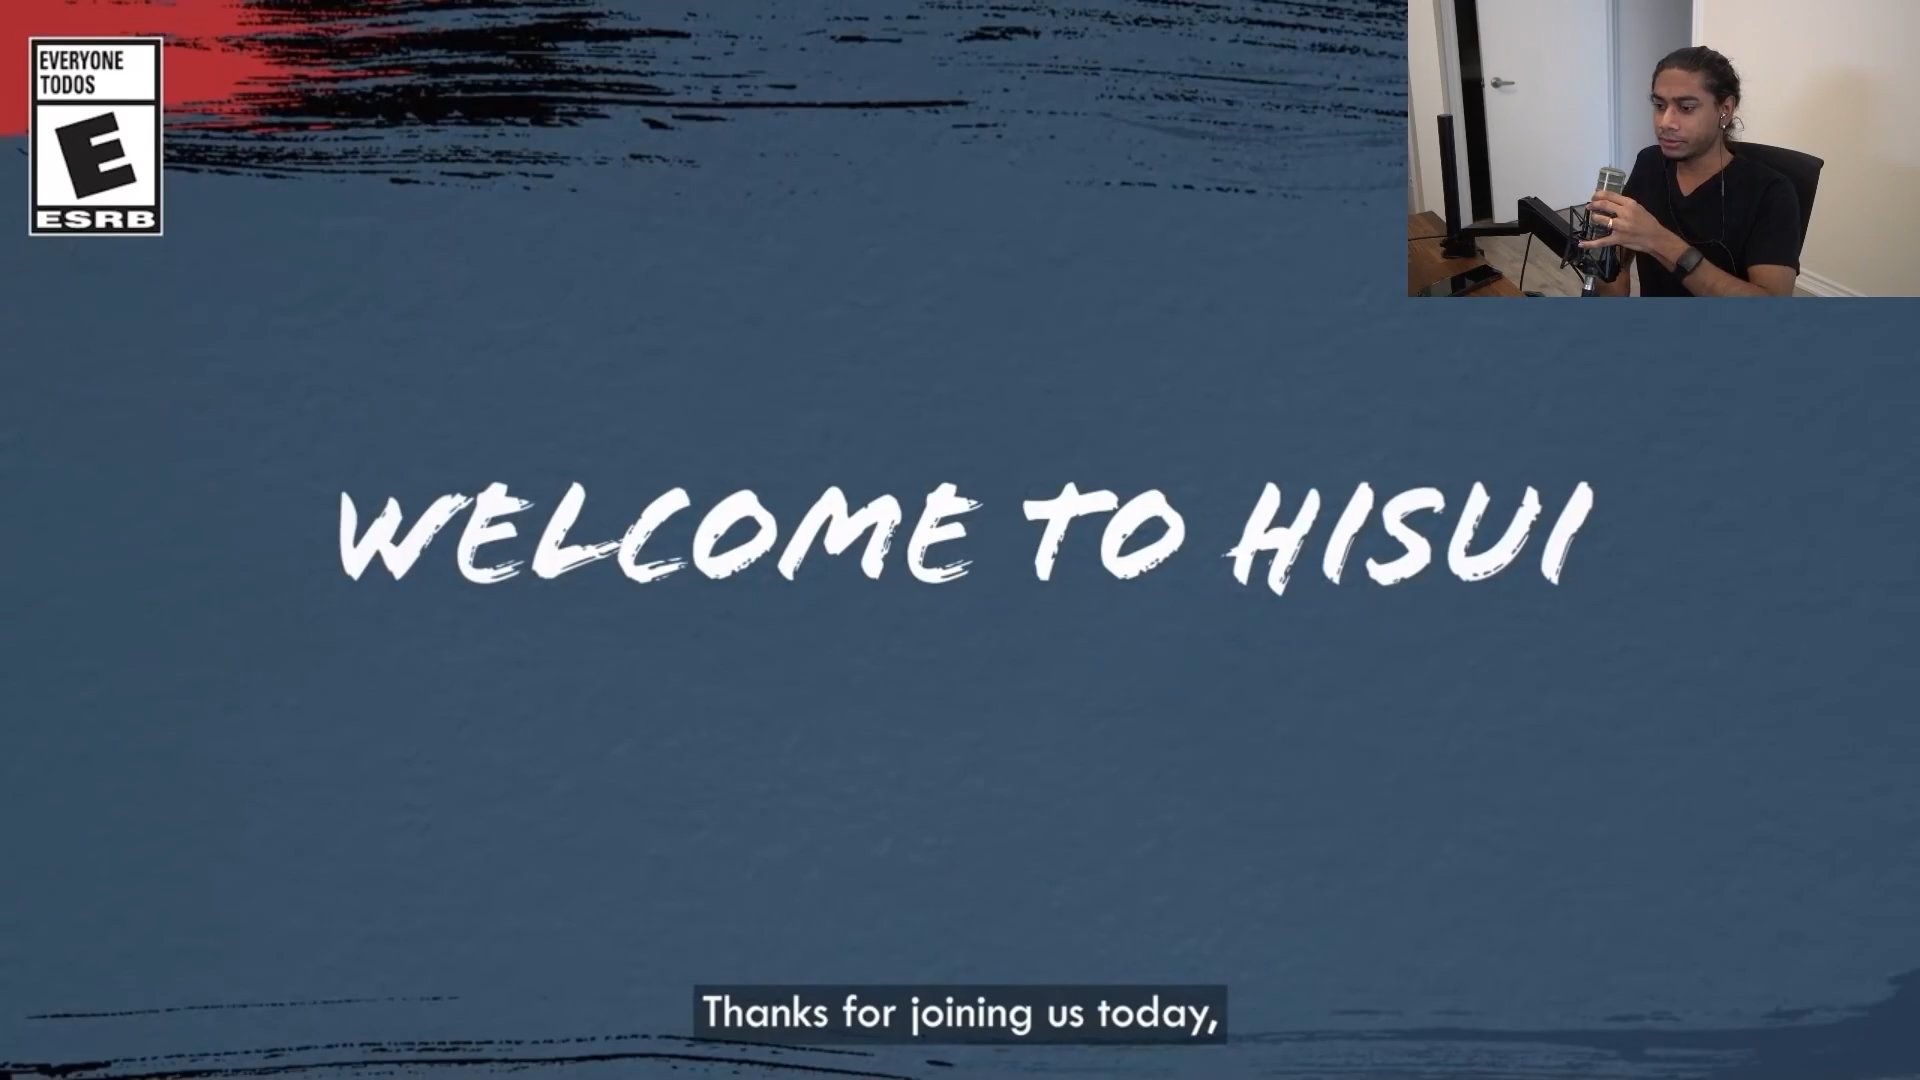 EVERYONE
TODOS
E
ESRB
WELCOME TO HISUI
Thanks for joining us today,